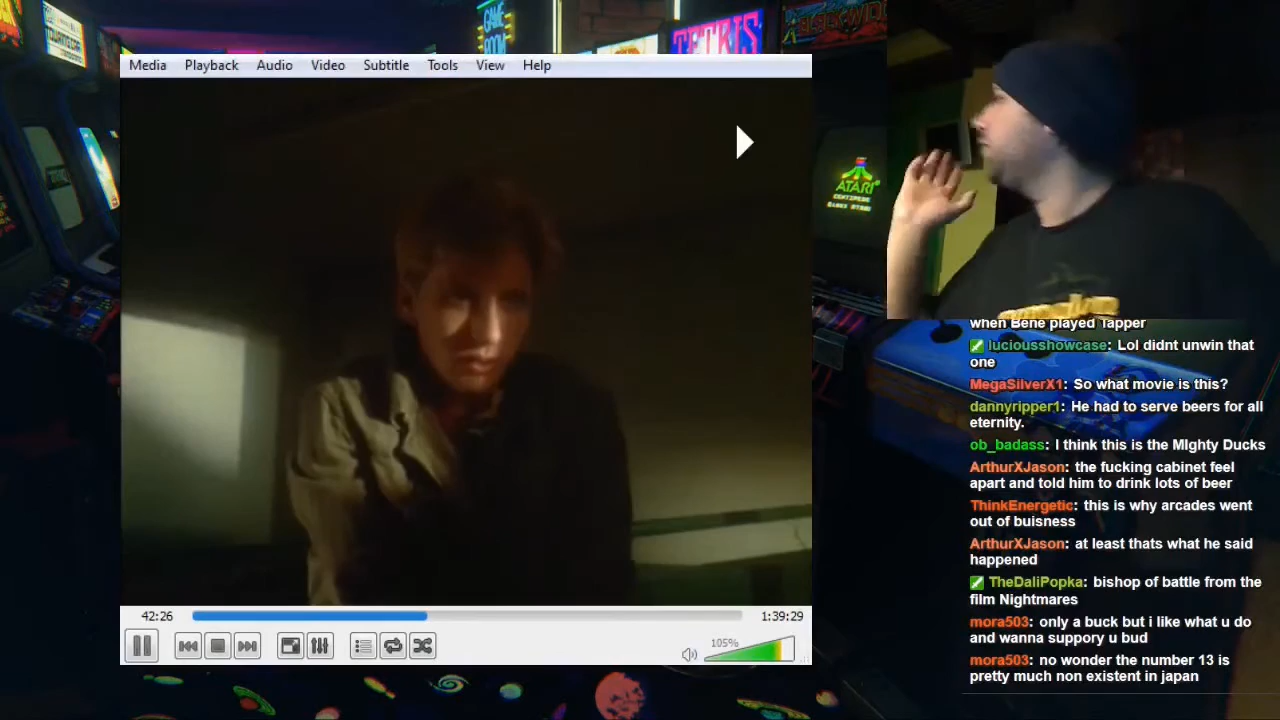 GAME
ROOM
TETRIS
Media Playback Audio Video Subtitle Tools View Help
ATARI
CENTIPEDE
when Bene played Tapper
luciousshowcase: Lol didnt unwin that
one
MegaSilverX1: So what movie is this?
dannyripper1: He had to serve beers for all
eternity.
ob_badass: I think this is the MIghty Ducks
ArthurXJason: the fucking cabinet feel
apart and told him to drink lots of beer
ThinkEnergetic: this is why arcades went
out of buisness
ArthurXJason: at least thats what he said
happened
TheDaliPopka: bishop of battle from the
film Nightmares
mora503: only a buck but i like what u do
and wanna suppory u bud
mora503: no wonder the number 13 is
pretty much non existent in japan
42:26 1:39:29
105%